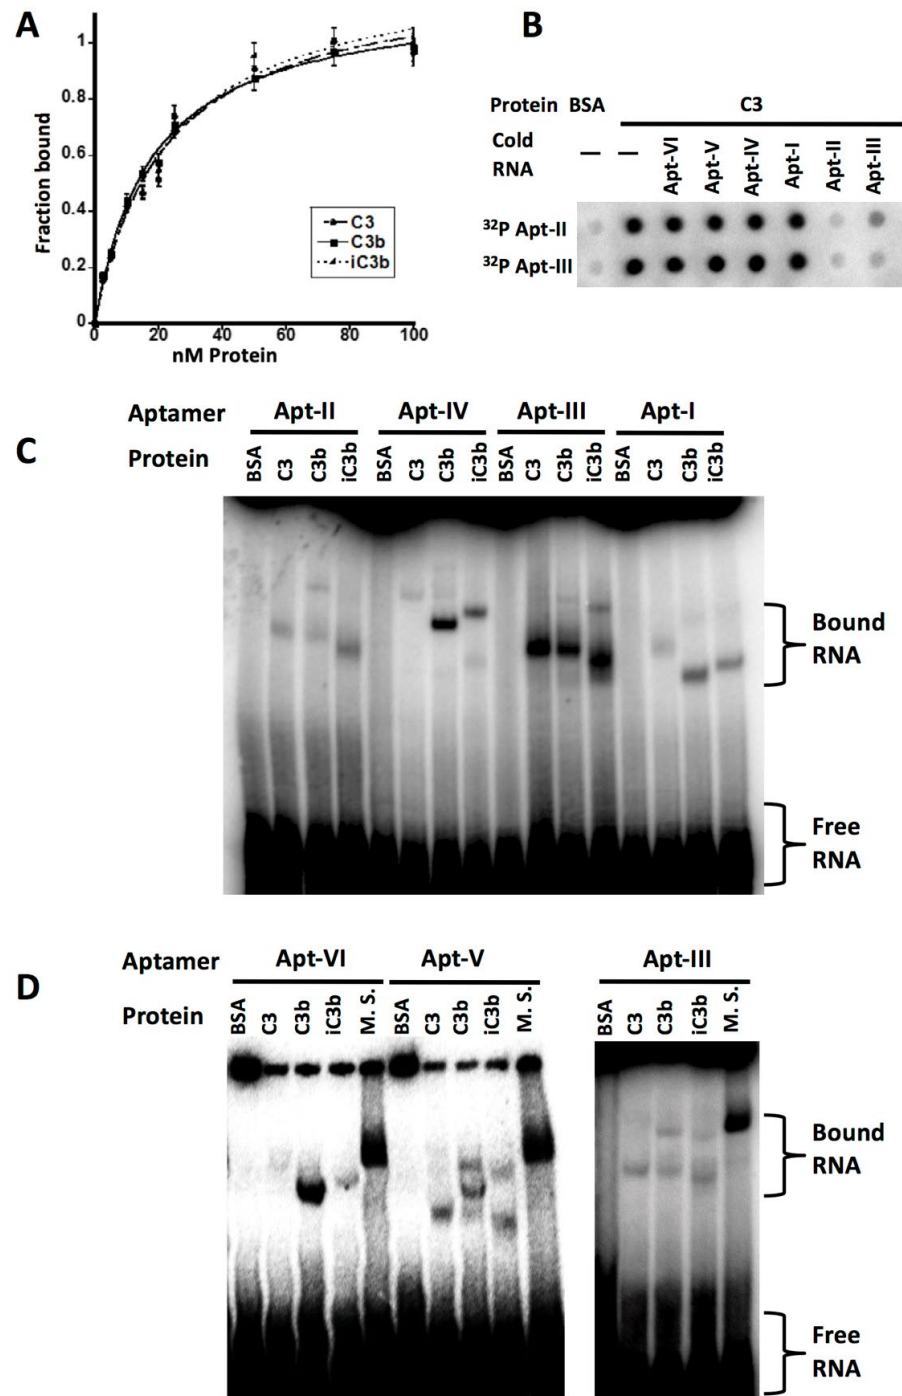 A
Fraction bound
1
0.8
0.6
0.4
0.2
0
0 20 40 60 80 100
nM Protein
C3
C3b
iC3b
B
Protein BSA C3
Cold RNA — — Apt-VI Apt-V Apt-IV Apt-I Apt-II Apt-III
³²P Apt-II
³²P Apt-III
C
Aptamer Apt-II Apt-IV Apt-III Apt-I
Protein BSA C3 C3b iC3b BSA C3 C3b iC3b BSA C3 C3b iC3b BSA C3 C3b iC3b
Bound
RNA
Free
RNA
D
Aptamer Apt-VI Apt-V Apt-III
Protein BSA C3 C3b iC3b M. S. BSA C3 C3b iC3b M. S. BSA C3 C3b iC3b M. S.
Bound
RNA
Free
RNA